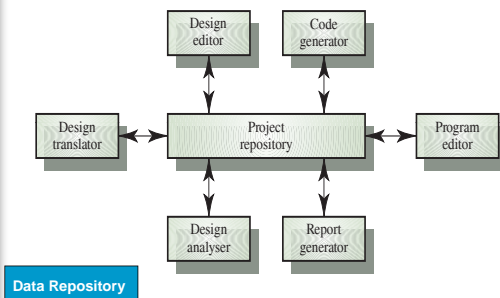 Design
editor
Code
generator
Design
translator
Project
repository
Program
editor
Design
analyser
Report
generator
Data Repository